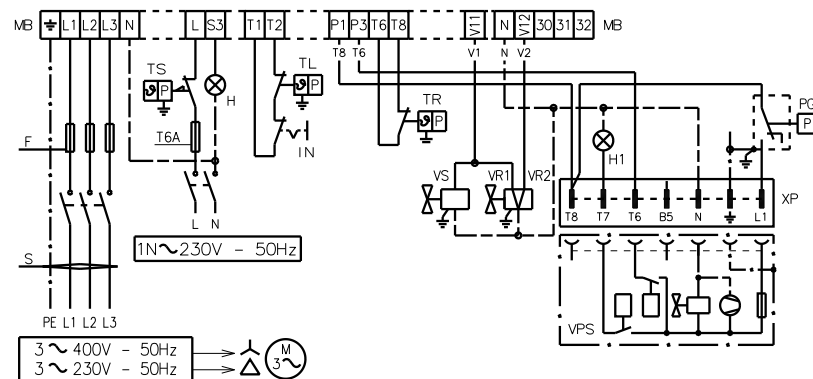 MB L1 L2 L3 N L S3 T1 T2 P1 P3 T6 T8 V11 N V12 30 31 32 MB
T8 T6 V1 N V2
TS TL
ϑ P H ϑ P
TR PG
ϑ P P
F T6A IN H1
VS VR1 VR2
XP
T8 T7 T6 B5 N L1
L N
1N∼230V - 50Hz
S
VPS
PE L1 L2 L3
3 ∼ 400V - 50Hz M
3 ∼ 230V - 50Hz 3∼